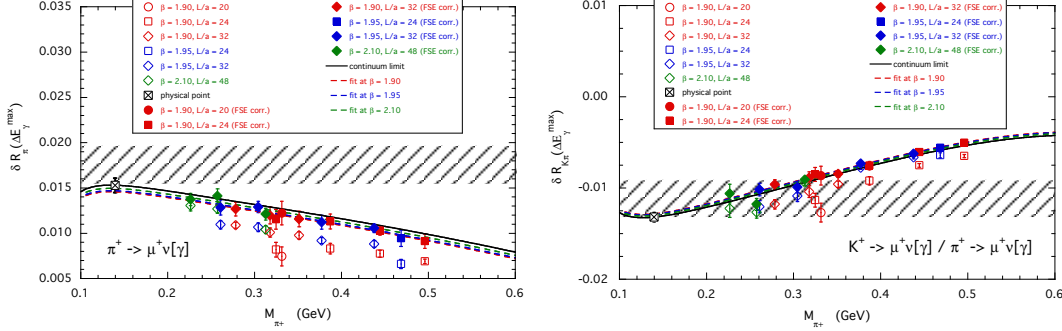 0.035
0.030
0.025
0.020
0.015
0.010
0.005
δ R_π (ΔE_γ^max)
β = 1.90, L/a = 20
β = 1.90, L/a = 24
β = 1.90, L/a = 32
β = 1.95, L/a = 24
β = 1.95, L/a = 32
β = 2.10, L/a = 48
physical point
β = 1.90, L/a = 20 (FSE corr.)
β = 1.90, L/a = 24 (FSE corr.)
β = 1.90, L/a = 32 (FSE corr.)
β = 1.95, L/a = 24 (FSE corr.)
β = 1.95, L/a = 32 (FSE corr.)
β = 2.10, L/a = 48 (FSE corr.)
continuum limit
fit at β = 1.90
fit at β = 1.95
fit at β = 2.10
π⁺ -> μ⁺ν[γ]
0.1 0.2 0.3 0.4 0.5 0.6
M_π+ (GeV)
0.005
0.000
-0.005
-0.01
-0.01
-0.02
δ R_Kπ (ΔE_γ^max)
β = 1.90, L/a = 20
β = 1.90, L/a = 24
β = 1.90, L/a = 32
β = 1.95, L/a = 24
β = 1.95, L/a = 32
β = 2.10, L/a = 48
physical point
β = 1.90, L/a = 20 (FSE corr.)
β = 1.90, L/a = 24 (FSE corr.)
β = 1.90, L/a = 32 (FSE corr.)
β = 1.95, L/a = 24 (FSE corr.)
β = 1.95, L/a = 32 (FSE corr.)
β = 2.10, L/a = 48 (FSE corr.)
continuum limit
fit at β = 1.90
fit at β = 1.95
fit at β = 2.10
K⁺ -> μ⁺ν[γ] / π⁺ -> μ⁺ν[γ]
0.1 0.2 0.3 0.4 0.5 0.6
M_π+ (GeV)